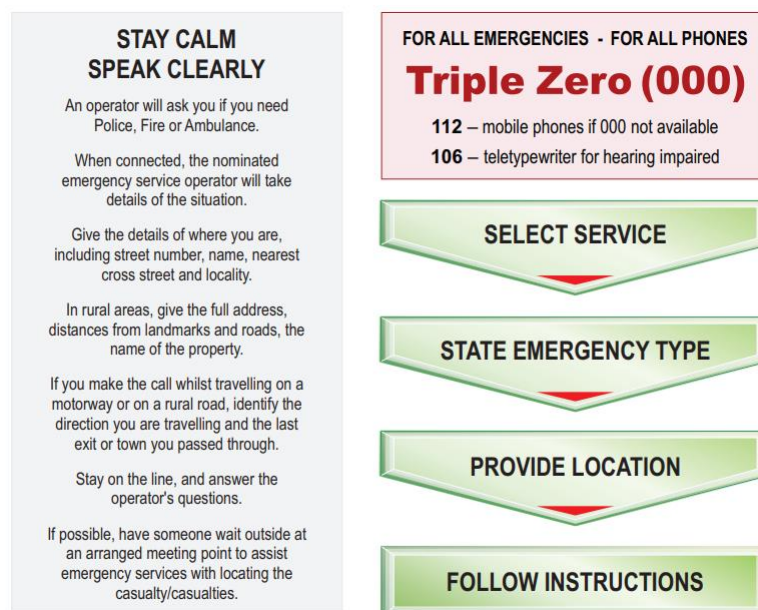 STAY CALM
SPEAK CLEARLY
An operator will ask you if you need
Police, Fire or Ambulance.
When connected, the nominated
emergency service operator will take
details of the situation.
Give the details of where you are,
including street number, name, nearest
cross street and locality.
In rural areas, give the full address,
distances from landmarks and roads, the
name of the property.
If you make the call whilst travelling on a
motorway or on a rural road, identify the
direction you are travelling and the last
exit or town you passed through.
Stay on the line, and answer the
operator's questions.
If possible, have someone wait outside at
an arranged meeting point to assist
emergency services with locating the
casualty/casualties.
FOR ALL EMERGENCIES - FOR ALL PHONES
Triple Zero (000)
112 – mobile phones if 000 not available
106 – teletypewriter for hearing impaired
SELECT SERVICE
STATE EMERGENCY TYPE
PROVIDE LOCATION
FOLLOW INSTRUCTIONS